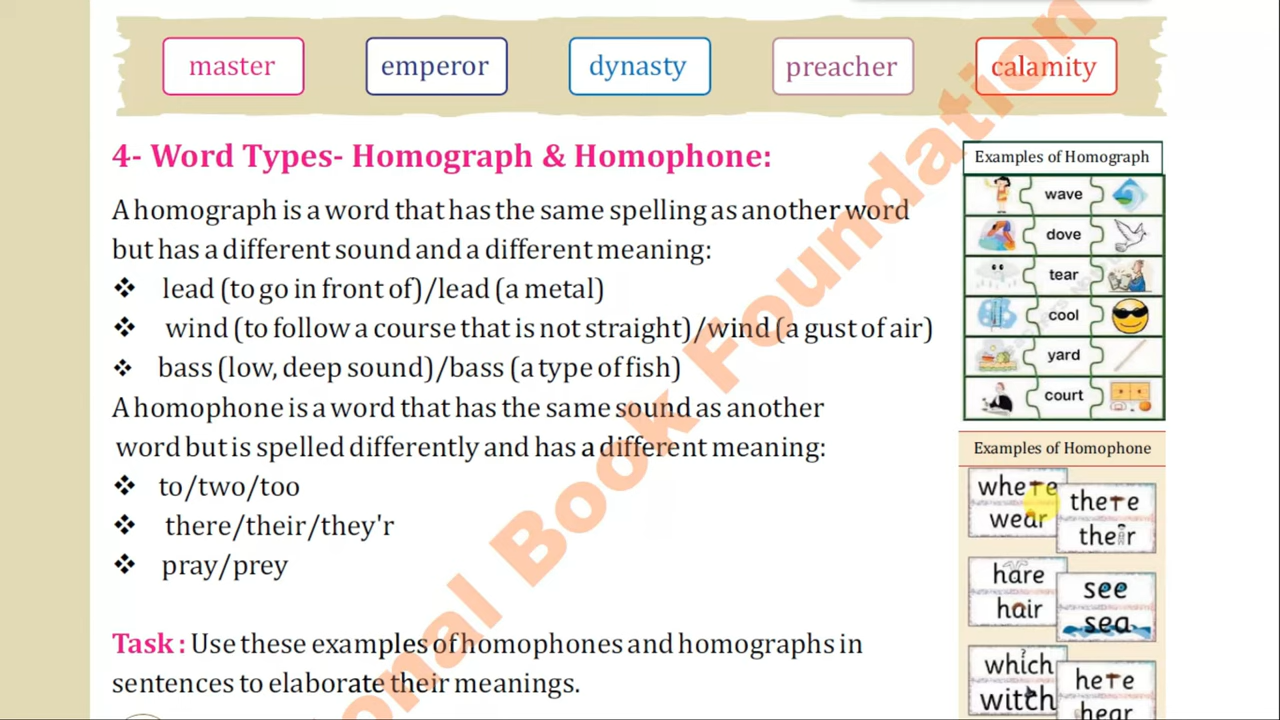 master
emperor
dynasty
preacher
calamity
4- Word Types- Homograph & Homophone:
A homograph is a word that has the same spelling as another word
but has a different sound and a different meaning:
❖ lead (to go in front of)/lead (a metal)
❖ wind (to follow a course that is not straight)/wind (a gust of air)
❖ bass (low, deep sound)/bass (a type of fish)
A homophone is a word that has the same sound as another
word but is spelled differently and has a different meaning:
❖ to/two/too
❖ there/their/they'r
❖ pray/prey
Task : Use these examples of homophones and homographs in
sentences to elaborate their meanings.
Examples of Homograph
wave
dove
tear
cool
yard
court
Examples of Homophone
where
wear
there
their
hare
hair
see
sea
which
witch
here
hear
onal Book Foundation